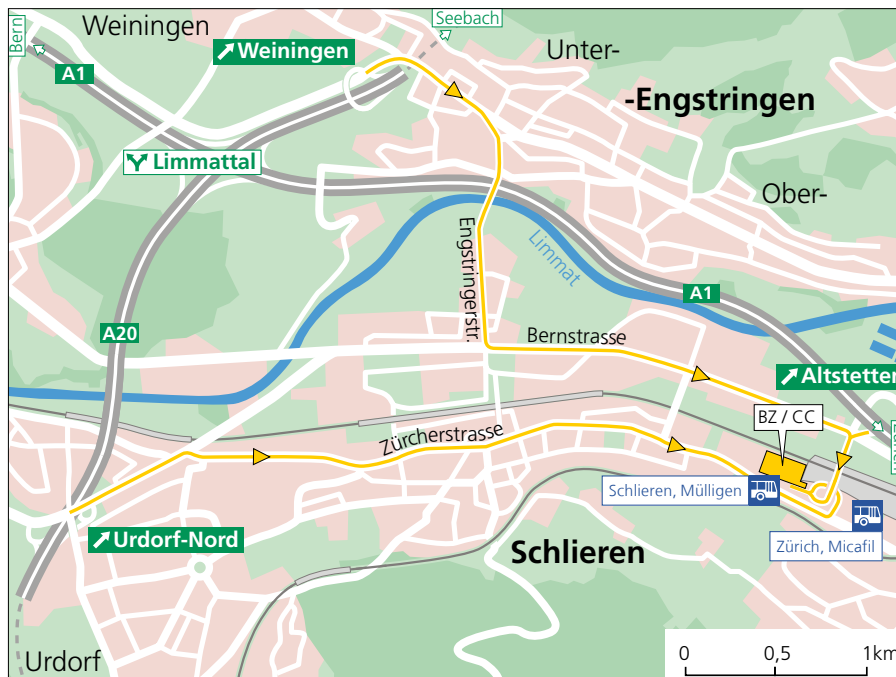 Seebach
Bern
Weiningen
Weiningen
Unter-
A1
-Engstringen
Limmattal
Ober-
Engstringerstr.
Limmat
A1
A20
Bernstrasse
Altstetten
BZ / CC
Zürcherstrasse
Schlieren, Mülligen
Urdorf-Nord
Schlieren
Zürich, Micafil
Urdorf
0 0,5 1km